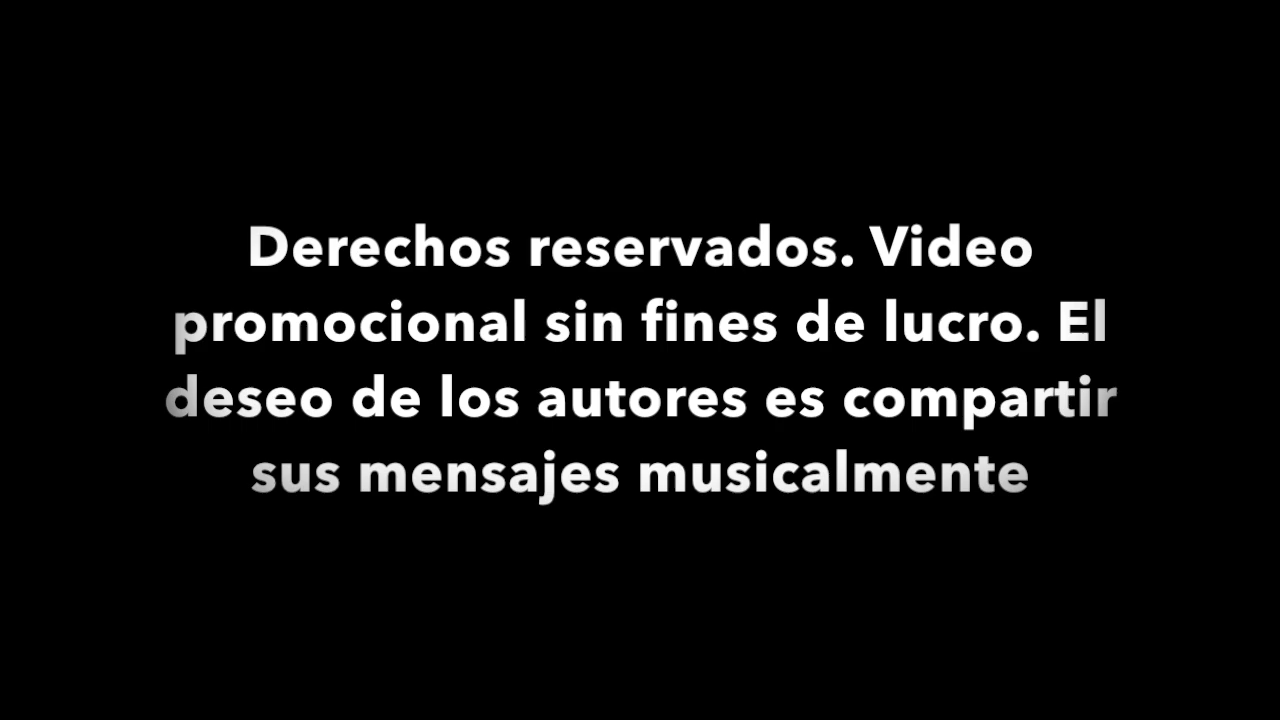 Derechos reservados. Video
promocional sin fines de lucro. El
deseo de los autores es compartir
sus mensajes musicalmente